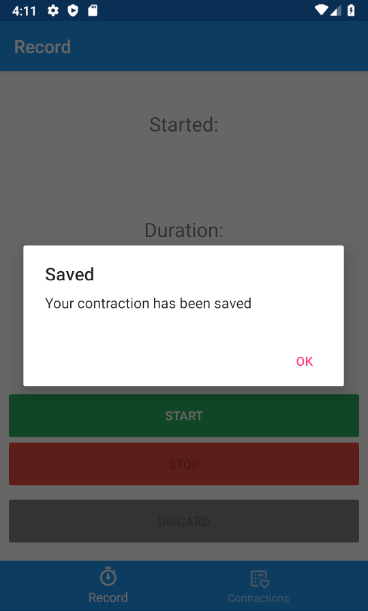 4:11
Record
Started:
Duration:
Saved
Your contraction has been saved
OK
START
STOP
DISCARD
Record
Contractions